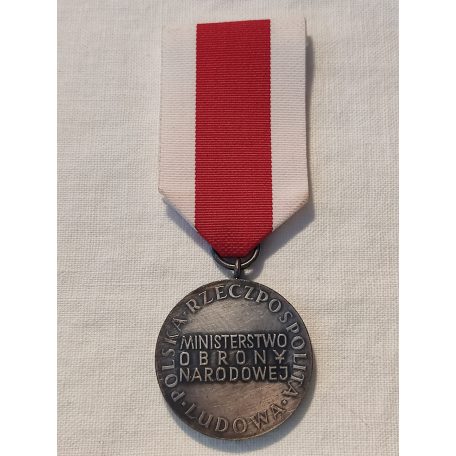 POLSKA·RZECZPOSPOLITA·LUDOWA·
MINISTERSTWO
OBRONY
NARODOWEJ